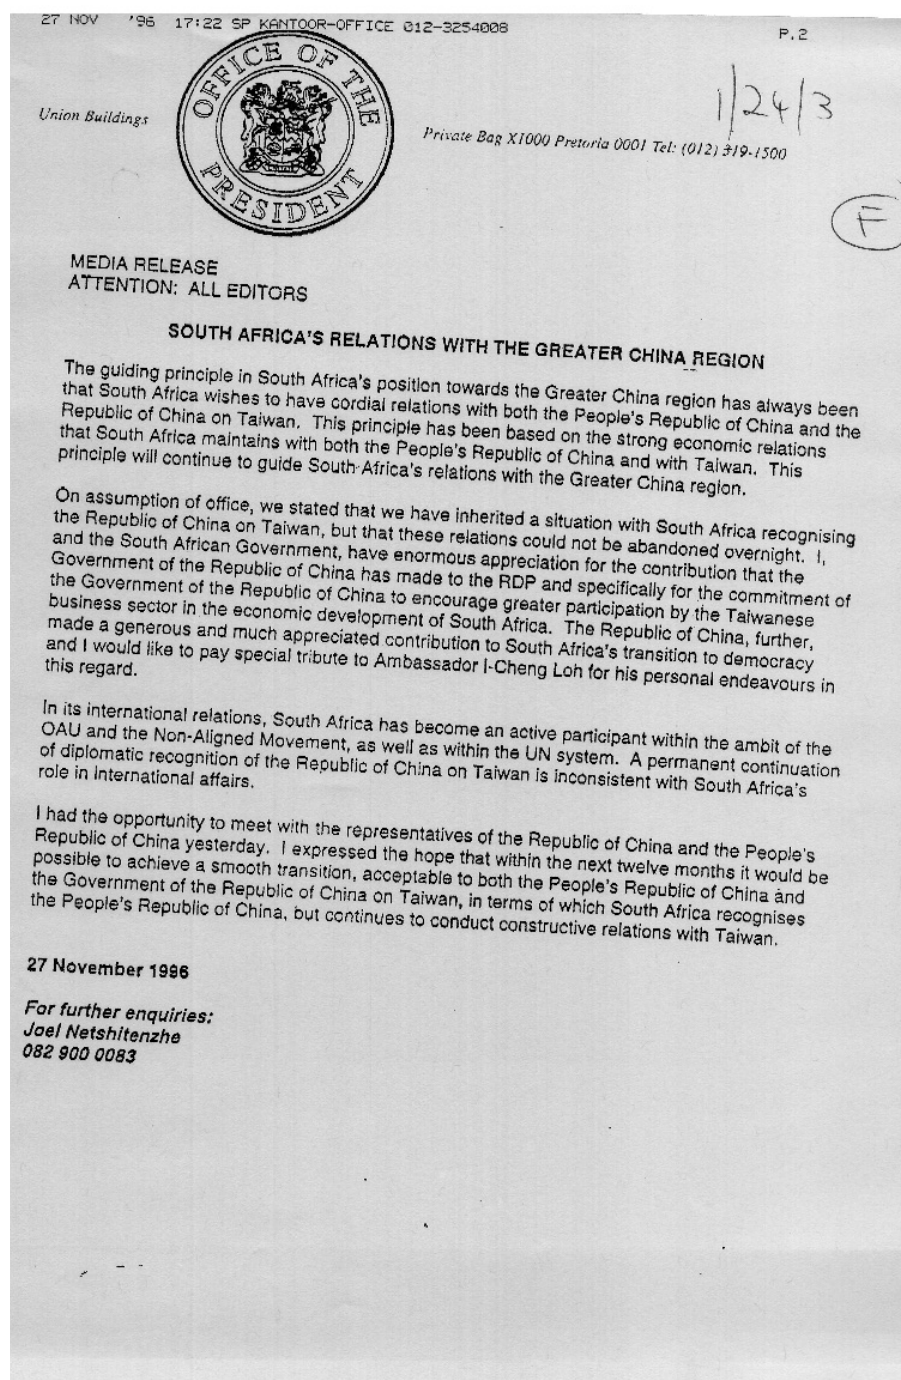 27 NOV '96 17:22 SP KANTOOR-OFFICE 012-3254008 P.2
OFFICE OF THE PRESIDENT
1/24/3
Union Buildings
Private Bag X1000 Pretoria 0001 Tel: (012) 319-1500
F
MEDIA RELEASE
ATTENTION: ALL EDITORS
SOUTH AFRICA'S RELATIONS WITH THE GREATER CHINA REGION
The guiding principle in South Africa's position towards the Greater China region has always been
that South Africa wishes to have cordial relations with both the People's Republic of China and the
Republic of China on Taiwan. This principle has been based on the strong economic relations
that South Africa maintains with both the People's Republic of China and with Taiwan. This
principle will continue to guide South Africa's relations with the Greater China region.
On assumption of office, we stated that we have inherited a situation with South Africa recognising
the Republic of China on Taiwan, but that these relations could not be abandoned overnight. I,
and the South African Government, have enormous appreciation for the contribution that the
Government of the Republic of China has made to the RDP and specifically for the commitment of
the Government of the Republic of China to encourage greater participation by the Taiwanese
business sector in the economic development of South Africa. The Republic of China, further,
made a generous and much appreciated contribution to South Africa's transition to democracy
and I would like to pay special tribute to Ambassador I-Cheng Loh for his personal endeavours in
this regard.
In its international relations, South Africa has become an active participant within the ambit of the
OAU and the Non-Aligned Movement, as well as within the UN system. A permanent continuation
of diplomatic recognition of the Republic of China on Taiwan is inconsistent with South Africa's
role in international affairs.
I had the opportunity to meet with the representatives of the Republic of China and the People's
Republic of China yesterday. I expressed the hope that within the next twelve months it would be
possible to achieve a smooth transition, acceptable to both the People's Republic of China and
the Government of the Republic of China on Taiwan, in terms of which South Africa recognises
the People's Republic of China, but continues to conduct constructive relations with Taiwan.
27 November 1996
For further enquiries:
Joel Netshitenzhe
082 900 0083